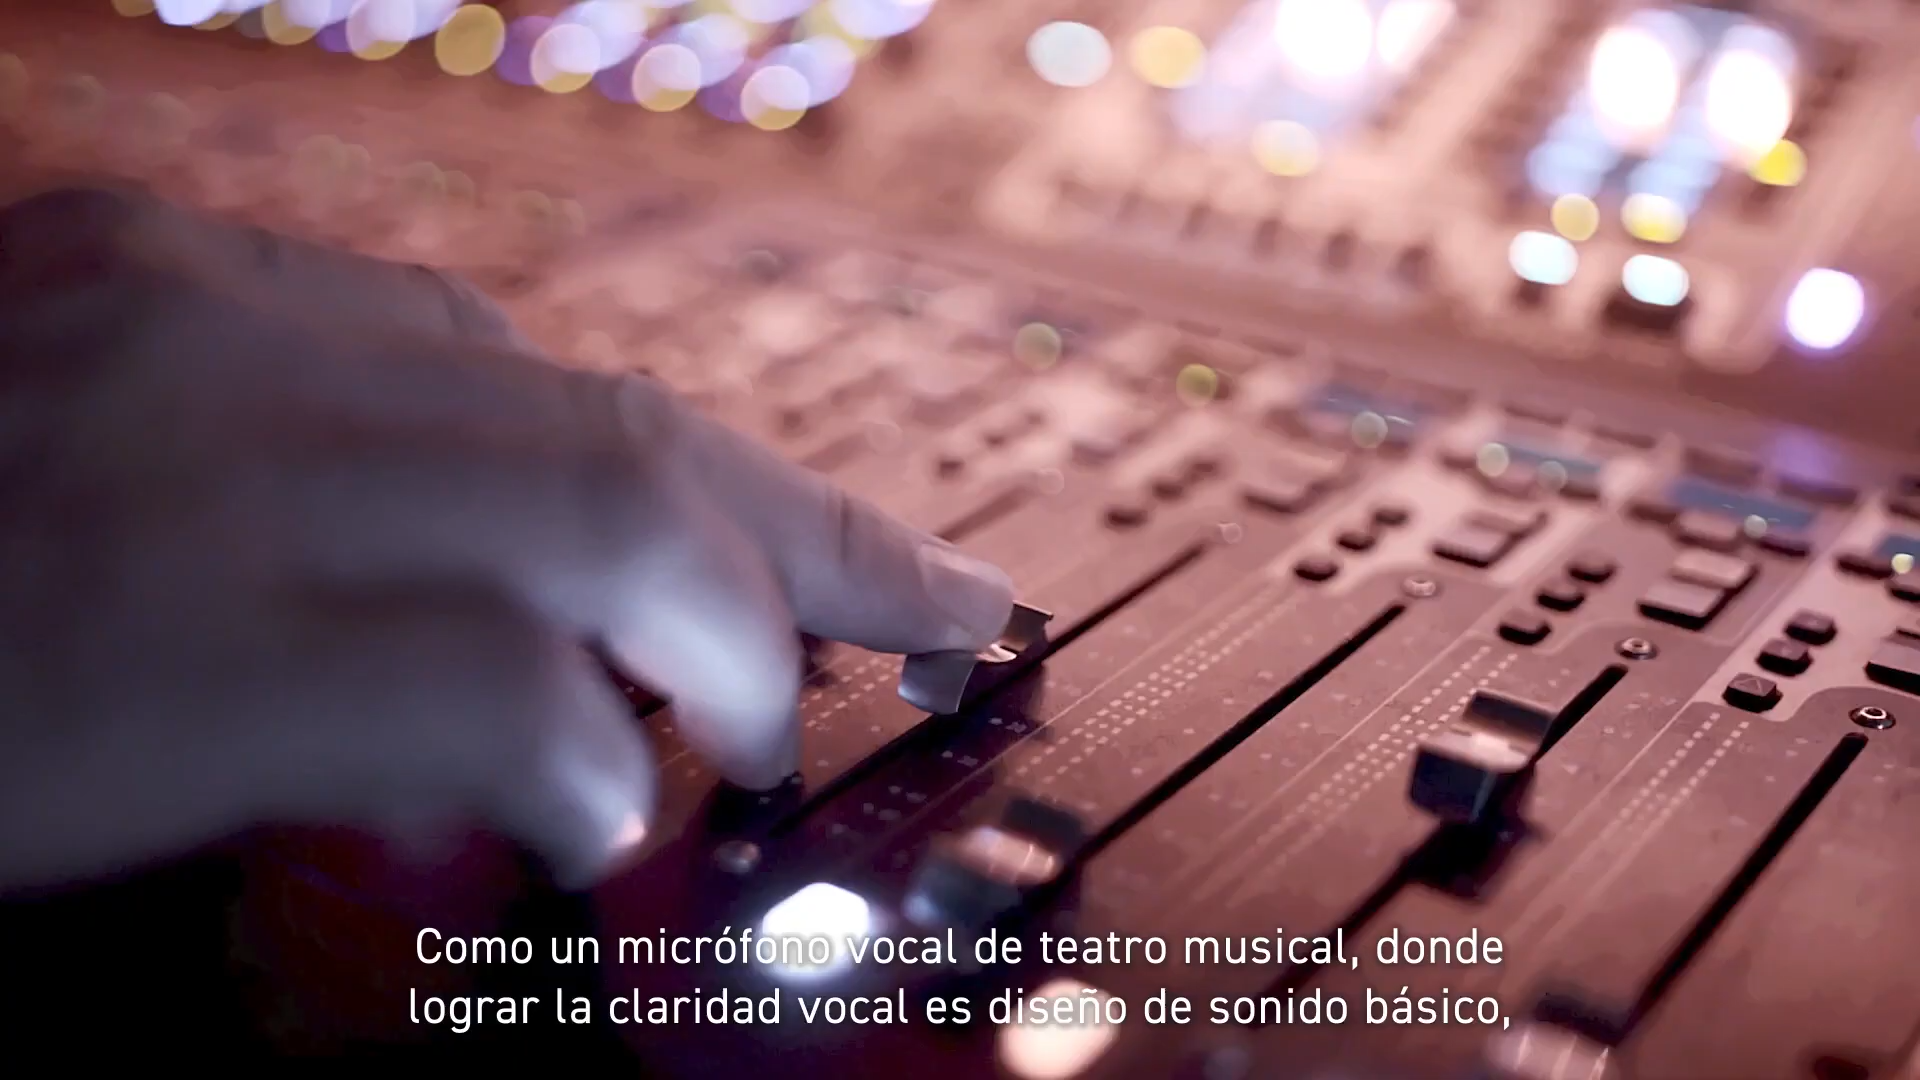 Como un micrófono vocal de teatro musical, donde
lograr la claridad vocal es diseño de sonido básico,